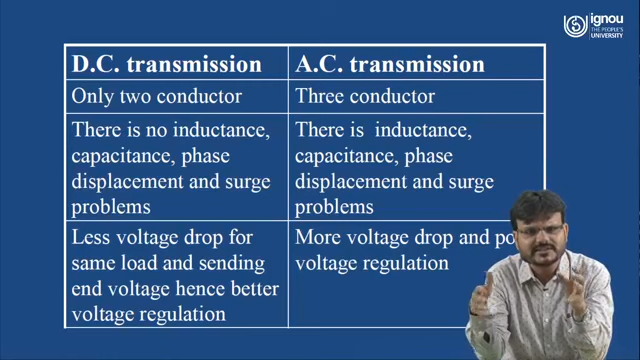 ignou
THE PEOPLE'S
UNIVERSITY
D.C. transmission
A.C. transmission
Only two conductor
Three conductor
There is no inductance,
capacitance, phase
displacement and surge
problems
There is inductance,
capacitance, phase
displacement and surge
problems
Less voltage drop for
same load and sending
end voltage hence better
voltage regulation
More voltage drop and
voltage regulation